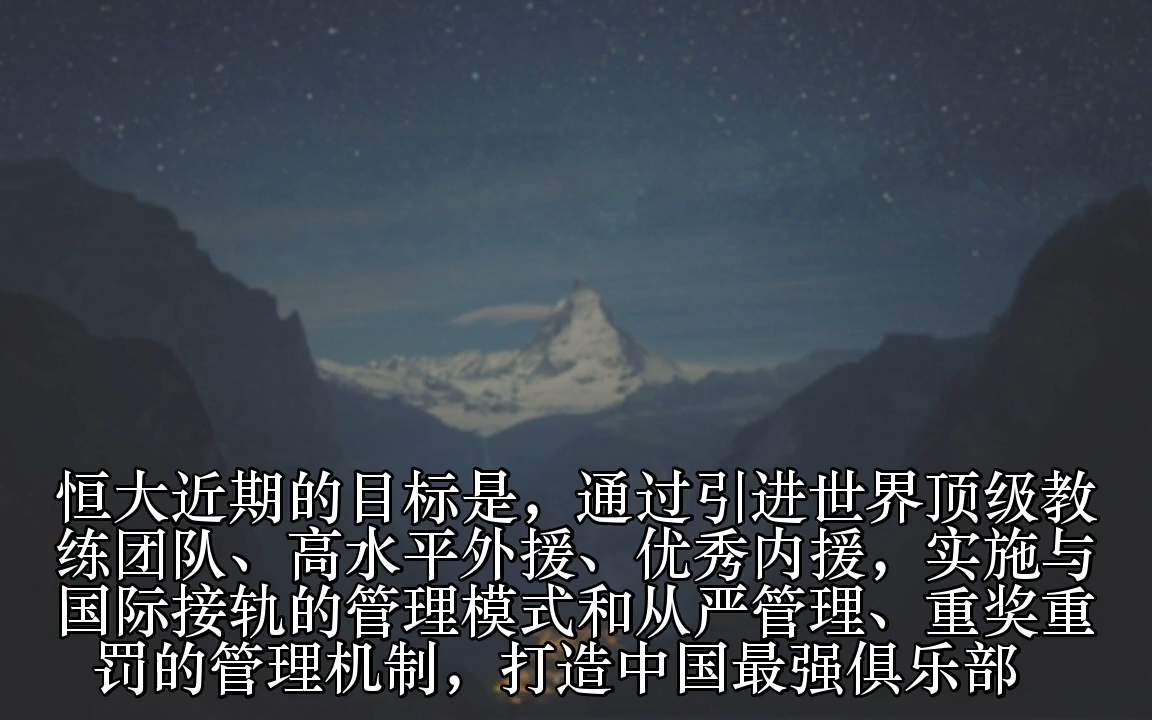 恒大近期的目标是，通过引进世界顶级教
练团队、高水平外援、优秀内援，实施与
国际接轨的管理模式和从严管理、重奖重
罚的管理机制，打造中国最强俱乐部